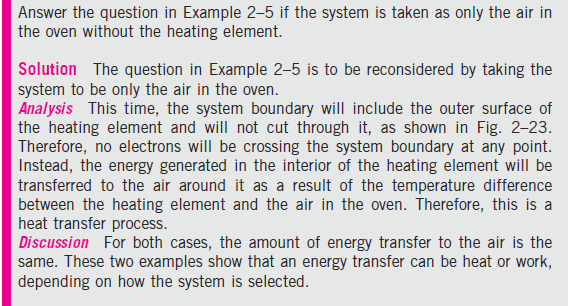 Answer the question in Example 2–5 if the system is taken as only the air in
the oven without the heating element.
Solution The question in Example 2–5 is to be reconsidered by taking the
system to be only the air in the oven.
Analysis This time, the system boundary will include the outer surface of
the heating element and will not cut through it, as shown in Fig. 2–23.
Therefore, no electrons will be crossing the system boundary at any point.
Instead, the energy generated in the interior of the heating element will be
transferred to the air around it as a result of the temperature difference
between the heating element and the air in the oven. Therefore, this is a
heat transfer process.
Discussion For both cases, the amount of energy transfer to the air is the
same. These two examples show that an energy transfer can be heat or work,
depending on how the system is selected.